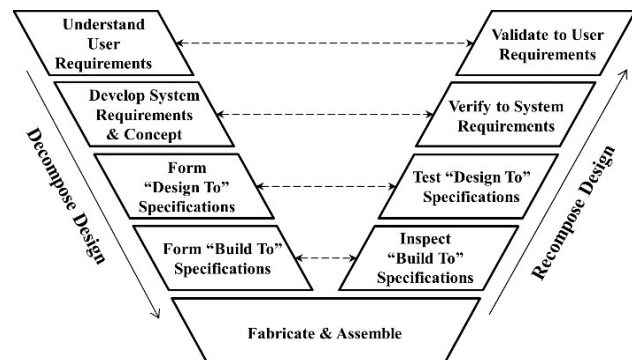 Understand
User
Requirements
Validate to User
Requirements
Develop System
Requirements
& Concept
Verify to System
Requirements
Form
“Design To”
Specifications
Test “Design To”
Specifications
Form “Build To”
Specifications
Inspect
“Build To”
Specifications
Fabricate & Assemble
Decompose Design
Recompose Design